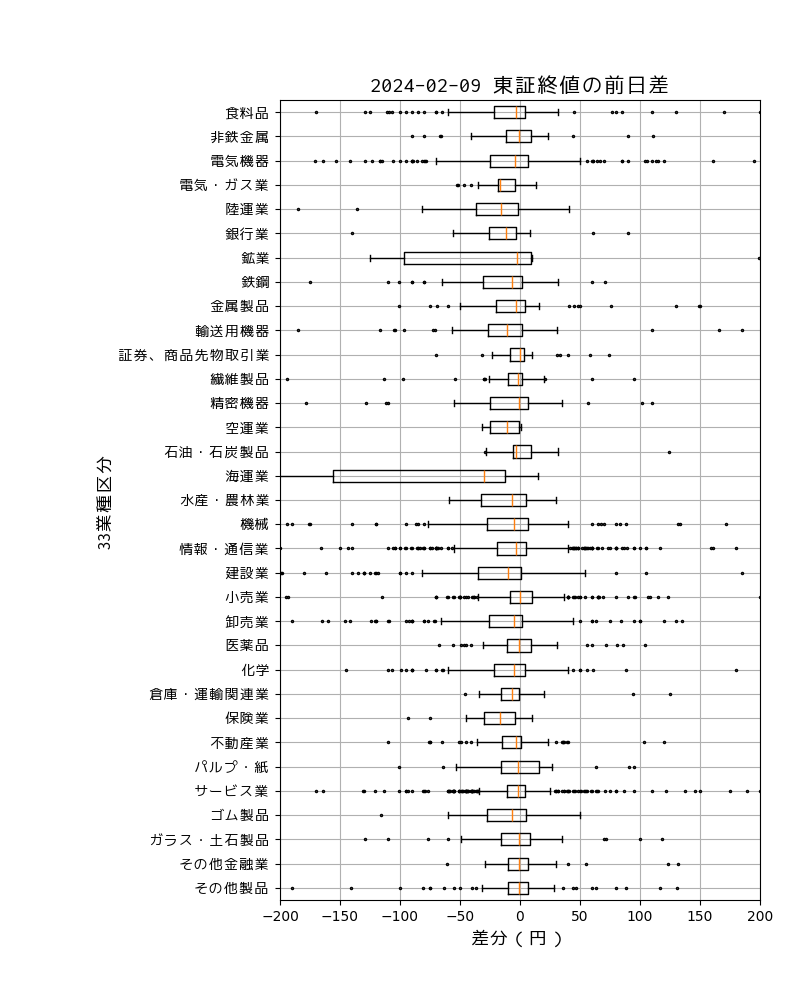 2024-02-09 東証終値の前日差
食料品
非鉄金属
電気機器
電気・ガス業
陸運業
銀行業
鉱業
鉄鋼
金属製品
輸送用機器
証券、商品先物取引業
繊維製品
精密機器
空運業
石油・石炭製品
海運業
水産・農林業
機械
情報・通信業
建設業
小売業
卸売業
医薬品
化学
倉庫・運輸関連業
保険業
不動産業
パルプ・紙
サービス業
ゴム製品
ガラス・土石製品
その他金融業
その他製品
33業種区分
−200 −150 −100 −50 0 50 100 150 200
差分（円）